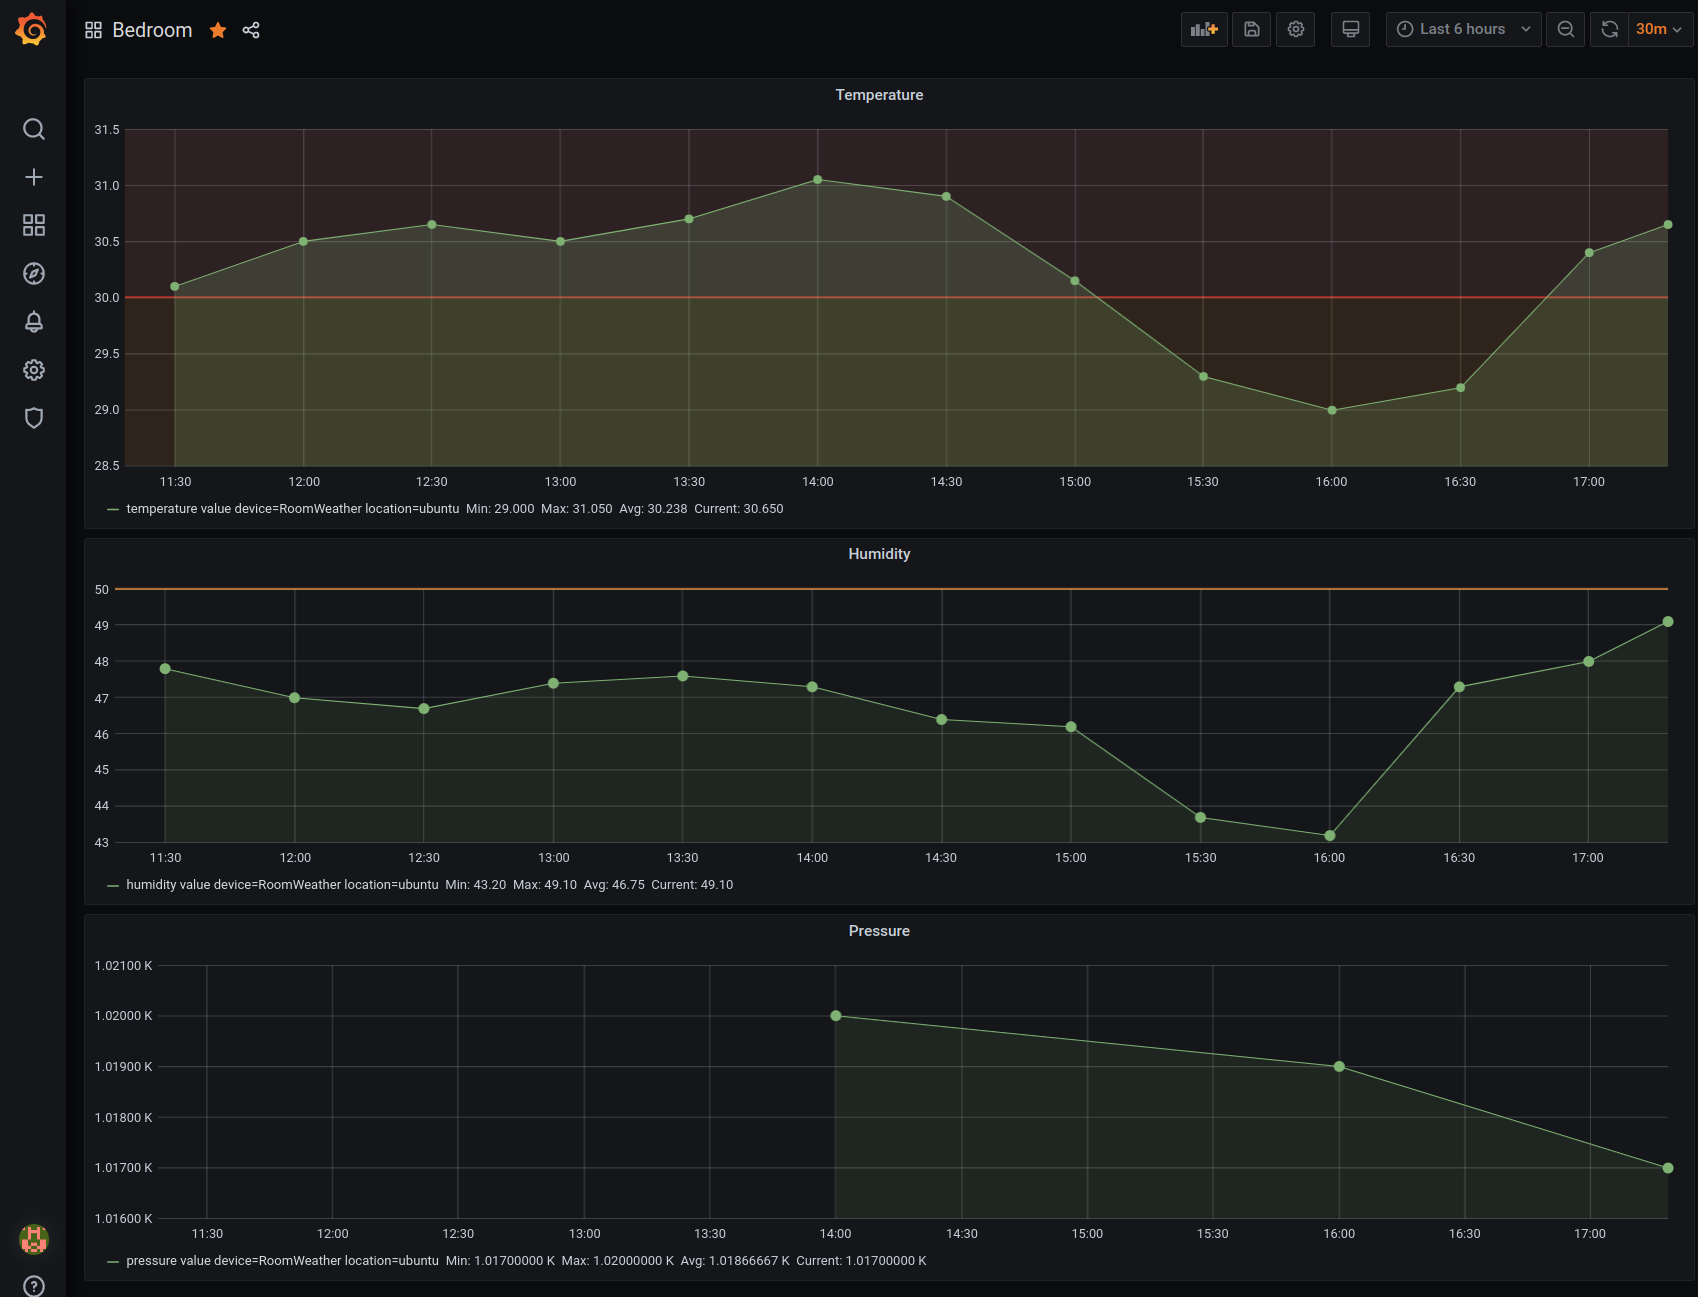 Bedroom
Last 6 hours
30m
Temperature
31.5
31.0
30.5
30.0
29.5
29.0
28.5
11:30 12:00 12:30 13:00 13:30 14:00 14:30 15:00 15:30 16:00 16:30 17:00
temperature value device=RoomWeather location=ubuntu Min: 29.000 Max: 31.050 Avg: 30.238 Current: 30.650
Humidity
50
49
48
47
46
45
44
43
11:30 12:00 12:30 13:00 13:30 14:00 14:30 15:00 15:30 16:00 16:30 17:00
humidity value device=RoomWeather location=ubuntu Min: 43.20 Max: 49.10 Avg: 46.75 Current: 49.10
Pressure
1.02100 K
1.02000 K
1.01900 K
1.01800 K
1.01700 K
1.01600 K
11:30 12:00 12:30 13:00 13:30 14:00 14:30 15:00 15:30 16:00 16:30 17:00
pressure value device=RoomWeather location=ubuntu Min: 1.01700000 K Max: 1.02000000 K Avg: 1.01866667 K Current: 1.01700000 K